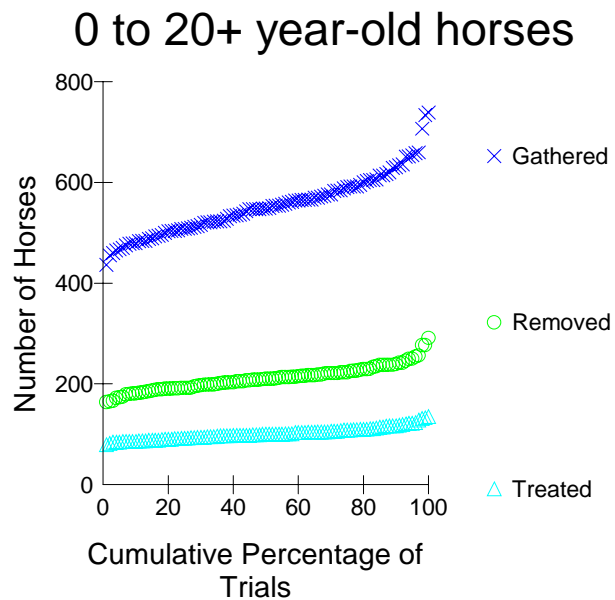 0 to 20+ year-old horses
800
600
400
200
0
Number of Horses
0 20 40 60 80 100
Cumulative Percentage of
Trials
Gathered
Removed
Treated